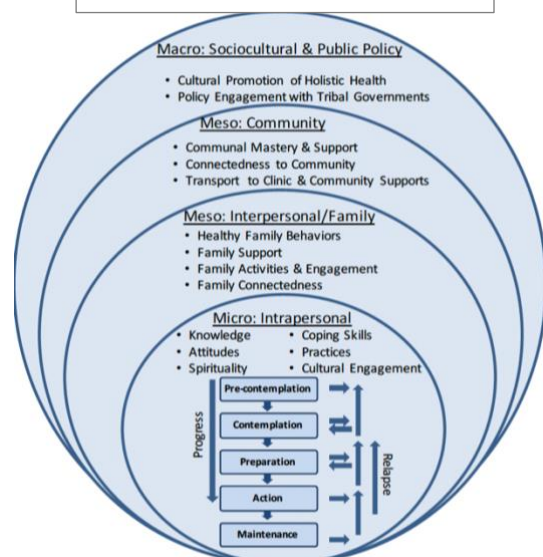 Macro: Sociocultural & Public Policy
• Cultural Promotion of Holistic Health
• Policy Engagement with Tribal Governments
Meso: Community
• Communal Mastery & Support
• Connectedness to Community
• Transport to Clinic & Community Supports
Meso: Interpersonal/Family
• Healthy Family Behaviors
• Family Support
• Family Activities & Engagement
• Family Connectedness
Micro: Intrapersonal
• Knowledge • Coping Skills
• Attitudes • Practices
• Spirituality • Cultural Engagement
Progress
Pre-contemplation
Contemplation
Preparation
Action
Maintenance
Relapse